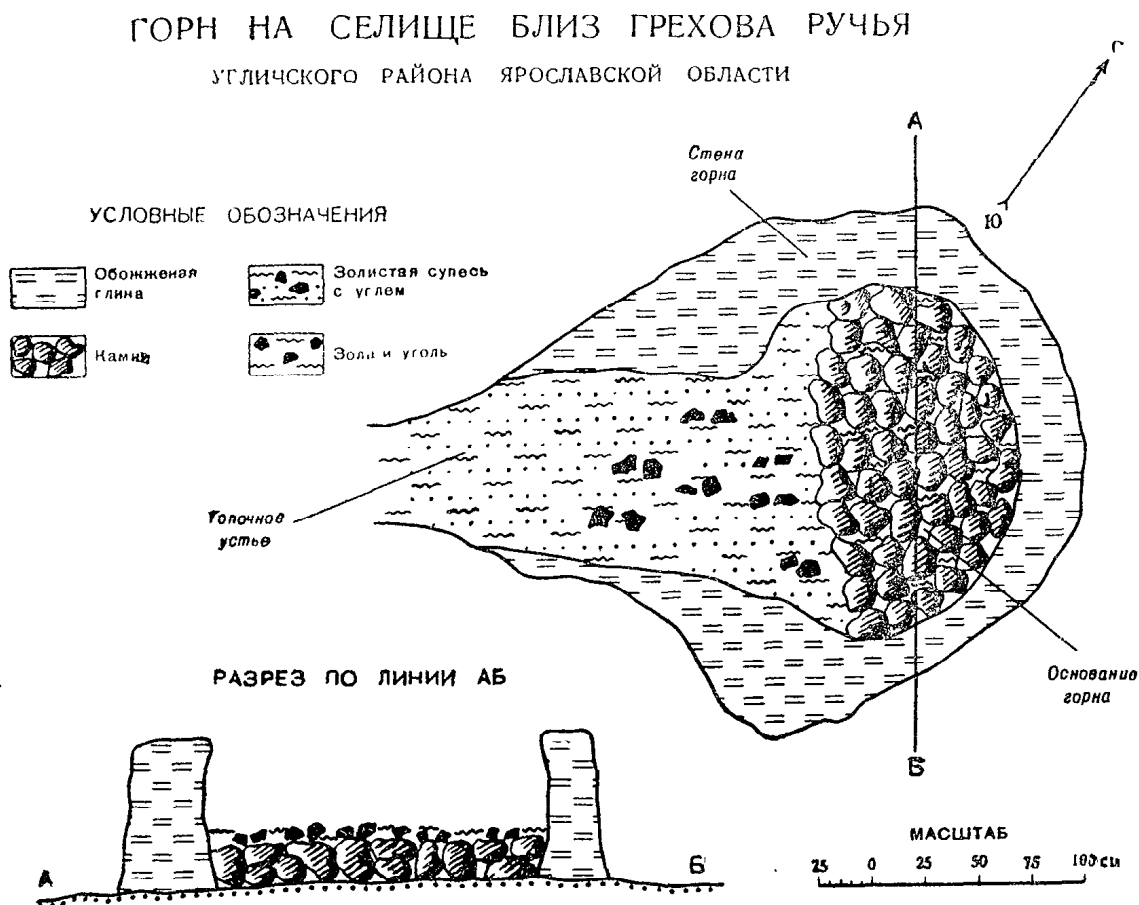 ГОРН НА СЕЛИЩЕ БЛИЗ ГРЕХОВА РУЧЬЯ
УГЛИЧСКОГО РАЙОНА ЯРОСЛАВСКОЙ ОБЛАСТИ
А
Стена
горна
Ю
УСЛОВНЫЕ ОБОЗНАЧЕНИЯ
Обожженая
глина
Золистая супесь
с углем
Камни
Зола и уголь
Топочное
устье
Основание
горна
Б
РАЗРЕЗ ПО ЛИНИИ АБ
А
Б
МАСШТАБ
25 0 25 50 75 100 см